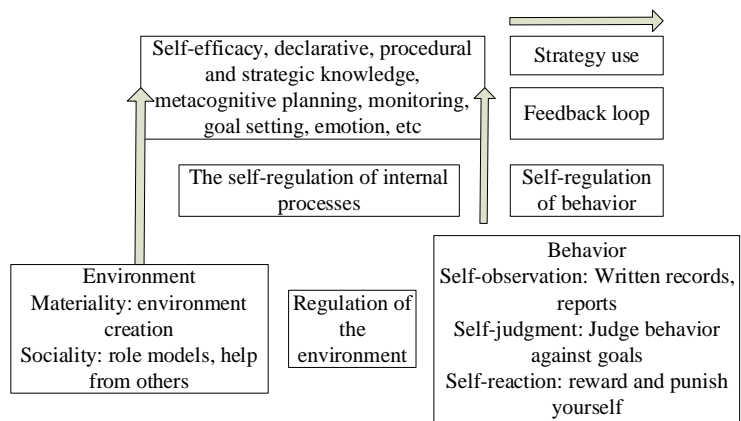 Self-efficacy, declarative, procedural
and strategic knowledge,
metacognitive planning, monitoring,
goal setting, emotion, etc
Strategy use
Feedback loop
The self-regulation of internal
processes
Self-regulation
of behavior
Environment
Materiality: environment
creation
Sociality: role models, help
from others
Regulation of
the
environment
Behavior
Self-observation: Written records,
reports
Self-judgment: Judge behavior
against goals
Self-reaction: reward and punish
yourself